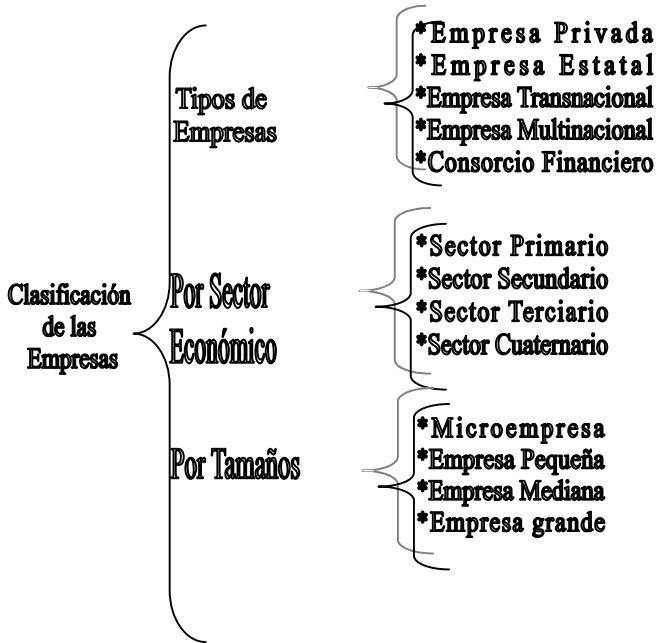 Clasificación
de las
Empresas
Tipos de
Empresas
*Empresa Privada
*Empresa Estatal
*Empresa Transnacional
*Empresa Multinacional
*Consorcio Financiero
Por Sector
Económico
*Sector Primario
*Sector Secundario
*Sector Terciario
*Sector Cuaternario
Por Tamaños
*Microempresa
*Empresa Pequeña
*Empresa Mediana
*Empresa grande